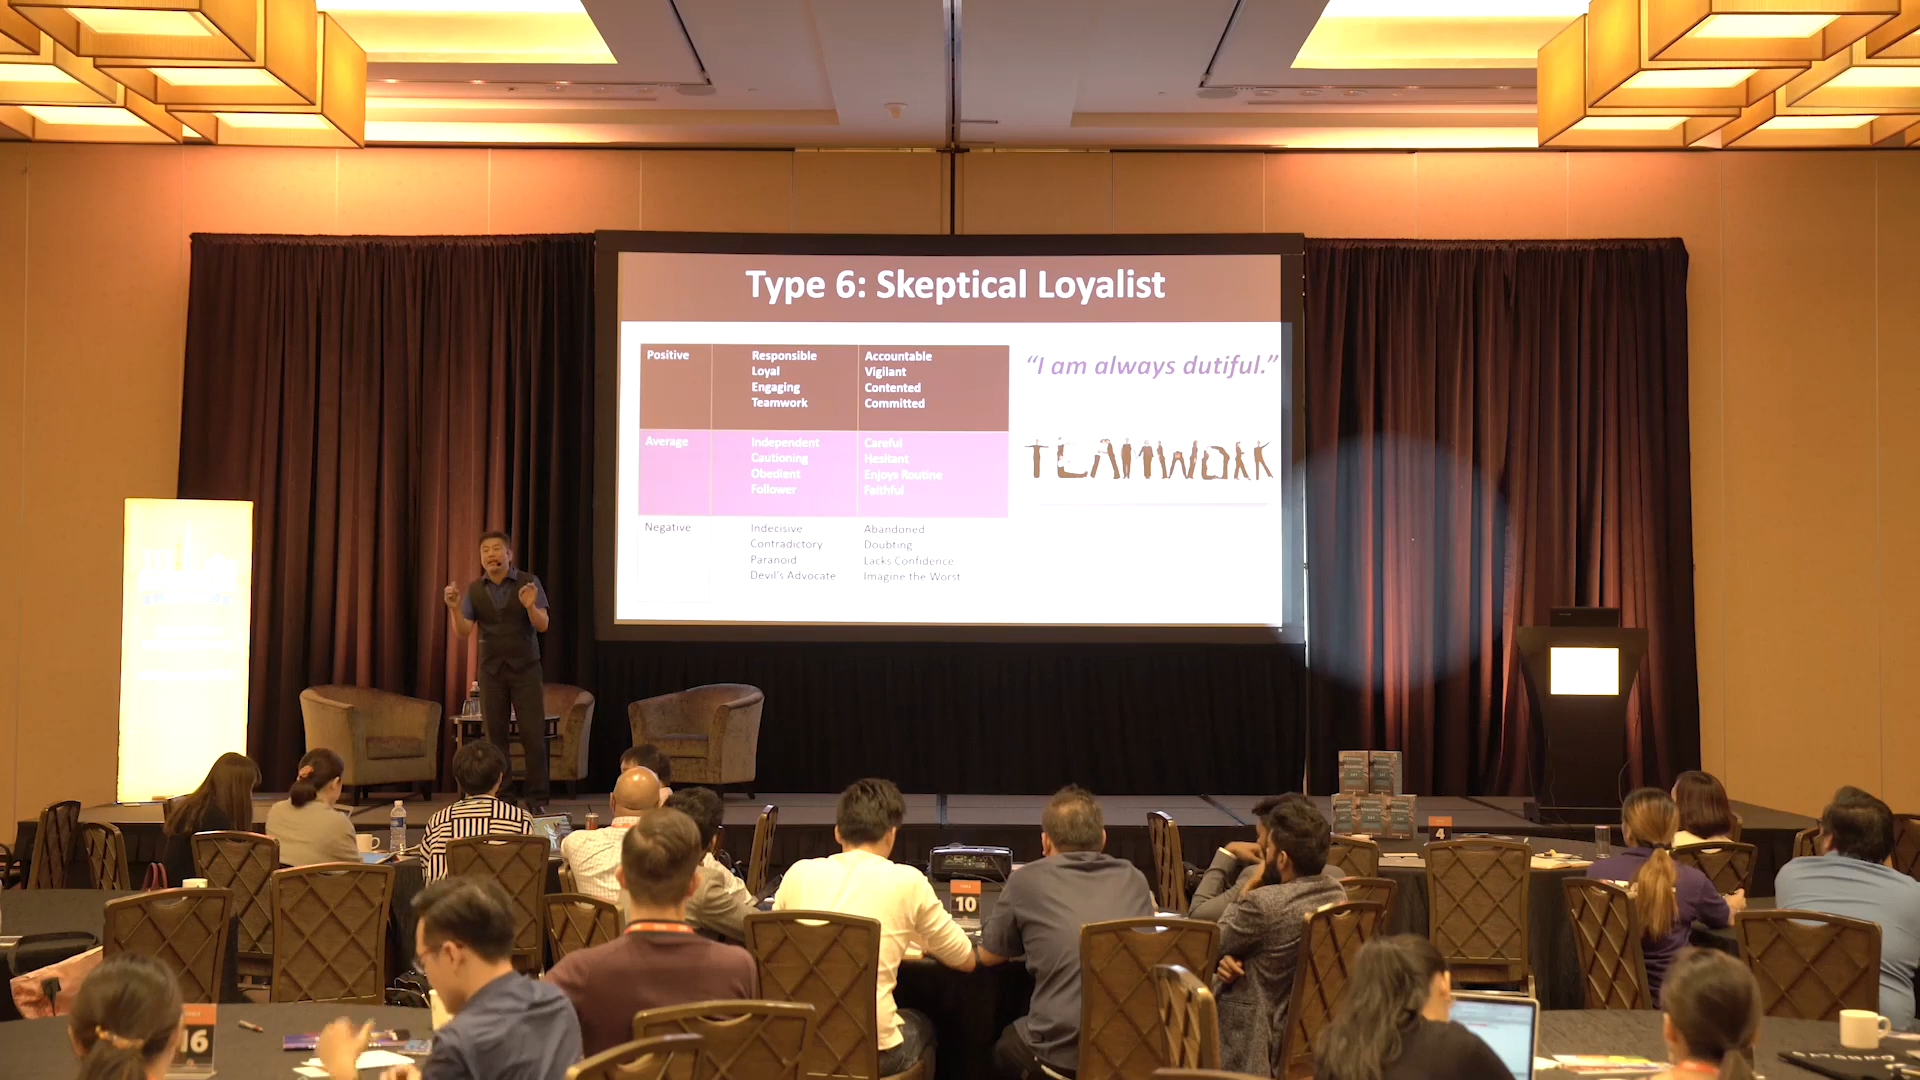 Type 6: Skeptical Loyalist
Positive
Responsible
Loyal
Engaging
Teamwork
Accountable
Vigilant
Contented
Committed
Average
Independent
Cautioning
Obedient
Follower
Careful
Hesitant
Enjoys Routine
Faithful
Negative
Indecisive
Contradictory
Paranoid
Devil's Advocate
Abandoned
Doubting
Lacks Confidence
Imagine the Worst
“I am always dutiful.”
TEAMWORK
4
10
16